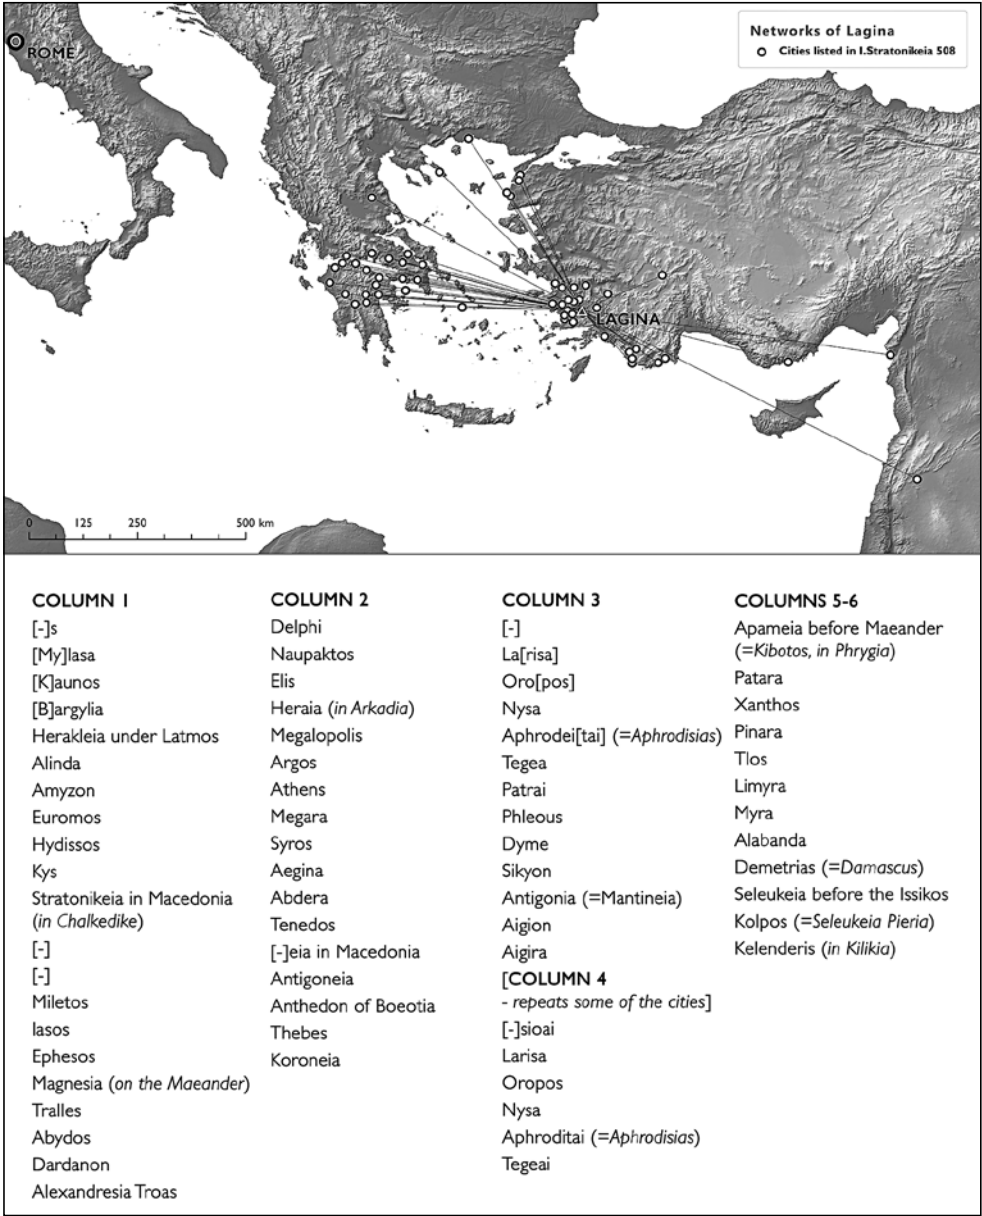 Networks of Lagina
Cities listed in I.Stratonikeia 508
ROME
LAGINA
0 125 250 500 km
COLUMN 1
[-]s
[My]lasa
[K]aunos
[B]argylia
Herakleia under Latmos
Alinda
Amyzon
Euromos
Hydissos
Kys
Stratonikeia in Macedonia
(in Chalkedike)
[-]
[-]
Miletos
Iasos
Ephesos
Magnesia (on the Maeander)
Tralles
Abydos
Dardanon
Alexandresia Troas
COLUMN 2
Delphi
Naupaktos
Elis
Heraia (in Arkadia)
Megalopolis
Argos
Athens
Megara
Syros
Aegina
Abdera
Tenedos
[-]eia in Macedonia
Antigoneia
Anthedon of Boeotia
Thebes
Koroneia
COLUMN 3
[-]
La[risa]
Oro[pos]
Nysa
Aphrodei[tai] (=Aphrodisias)
Tegea
Patrai
Phleous
Dyme
Sikyon
Antigonia (=Mantineia)
Aigion
Aigira
[COLUMN 4
- repeats some of the cities]
[-]sioai
Larisa
Oropos
Nysa
Aphroditai (=Aphrodisias)
Tegeai
COLUMNS 5-6
Apameia before Maeander
(=Kibotos, in Phrygia)
Patara
Xanthos
Pinara
Tlos
Limyra
Myra
Alabanda
Demetrias (=Damascus)
Seleukeia before the Issikos
Kolpos (=Seleukeia Pieria)
Kelenderis (in Kilikia)